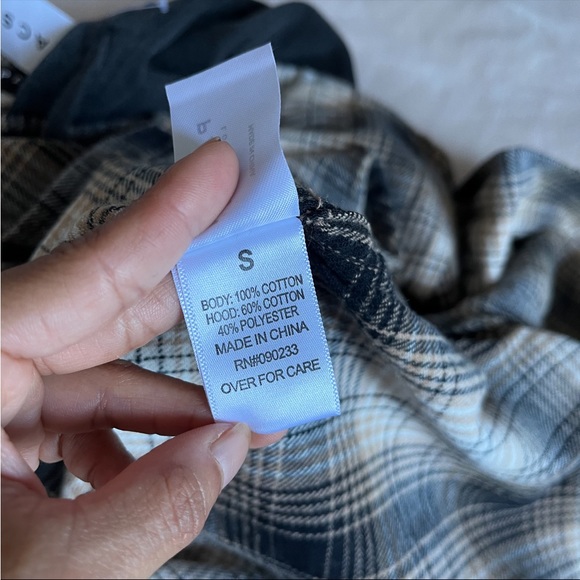 S
BODY: 100% COTTON
HOOD: 60% COTTON
40% POLYESTER
MADE IN CHINA
RN#090233
OVER FOR CARE